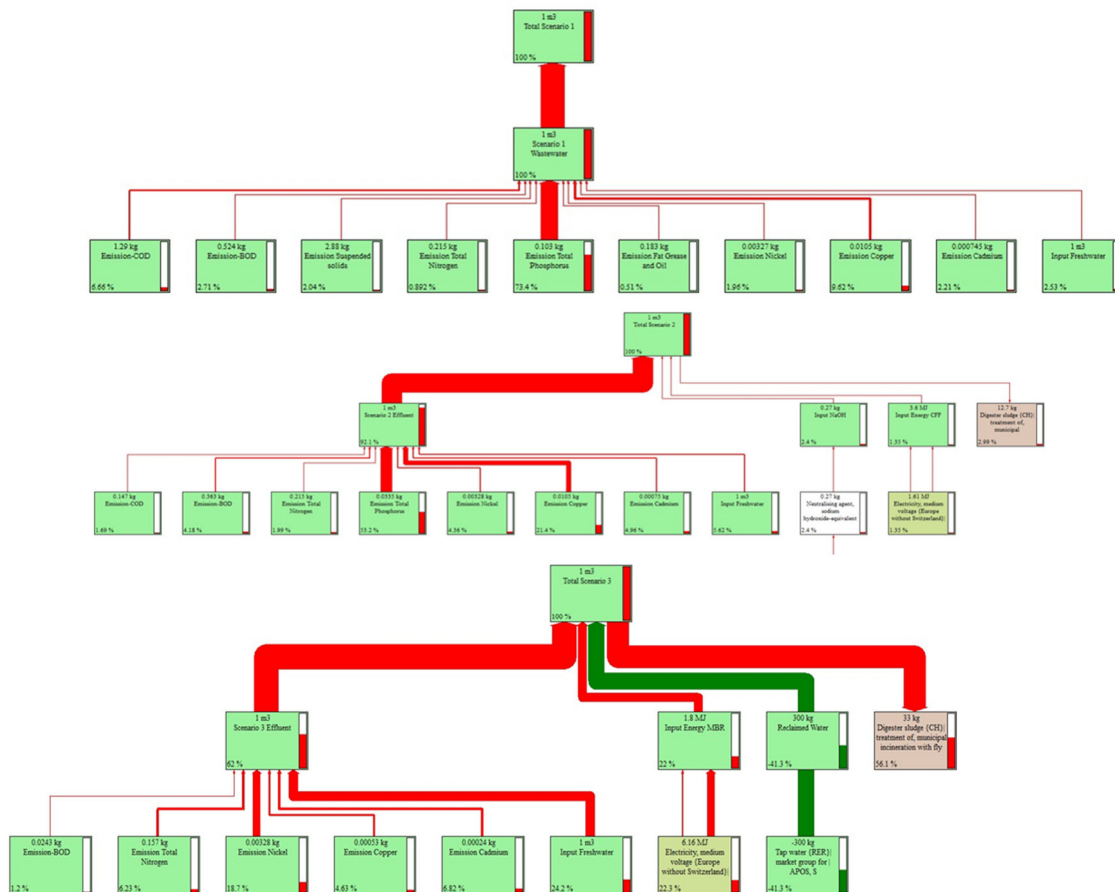 1 m3
Total Scenario 1
100 %
1 m3
Scenario 1
Wastewater
100 %
1.29 kg
Emission-COD
6.66 %
0.524 kg
Emission-BOD
2.71 %
2.88 kg
Emission Suspended
solids
2.04 %
0.215 kg
Emission Total
Nitrogen
0.892 %
0.103 kg
Emission Total
Phosphorus
73.4 %
0.183 kg
Emission Fat Grease
and Oil
0.51 %
0.00327 kg
Emission Nickel
1.96 %
0.0105 kg
Emission Copper
9.62 %
0.000745 kg
Emission Cadmium
2.21 %
1 m3
Input Freshwater
2.53 %
1 m3
Total Scenario 2
100 %
1 m3
Scenario 2 Effluent
92.1 %
0.27 kg
Input NaOH
2.4 %
3.6 MJ
Input Energy CFF
1.35 %
12.7 kg
Digester sludge {CH}|
treatment of,
municipal
2.99 %
0.147 kg
Emission-COD
1.69 %
0.363 kg
Emission-BOD
4.18 %
0.215 kg
Emission Total
Nitrogen
1.99 %
0.0335 kg
Emission Total
Phosphorus
53.2 %
0.00328 kg
Emission Nickel
4.36 %
0.0105 kg
Emission Copper
21.4 %
0.00075 kg
Emission Cadmium
4.96 %
1 m3
Input Freshwater
5.62 %
0.27 kg
Neutralising agent,
sodium
hydroxide-equivalent
2.4 %
1.61 MJ
Electricity, medium
voltage {Europe
without Switzerland}|
1.35 %
1 m3
Total Scenario 3
100 %
1 m3
Scenario 3 Effluent
62 %
1.8 MJ
Input Energy MBR
22 %
300 kg
Reclaimed Water
-41.3 %
33 kg
Digester sludge {CH}|
treatment of, municipal
incineration with fly
56.1 %
0.0243 kg
Emission-BOD
1.2 %
0.157 kg
Emission Total
Nitrogen
6.23 %
0.00328 kg
Emission Nickel
18.7 %
0.00053 kg
Emission Copper
4.63 %
0.00024 kg
Emission Cadmium
6.82 %
1 m3
Input Freshwater
24.2 %
6.16 MJ
Electricity, medium
voltage {Europe
without Switzerland}|
22.3 %
-300 kg
Tap water {RER}|
market group for |
APOS, S
-41.3 %